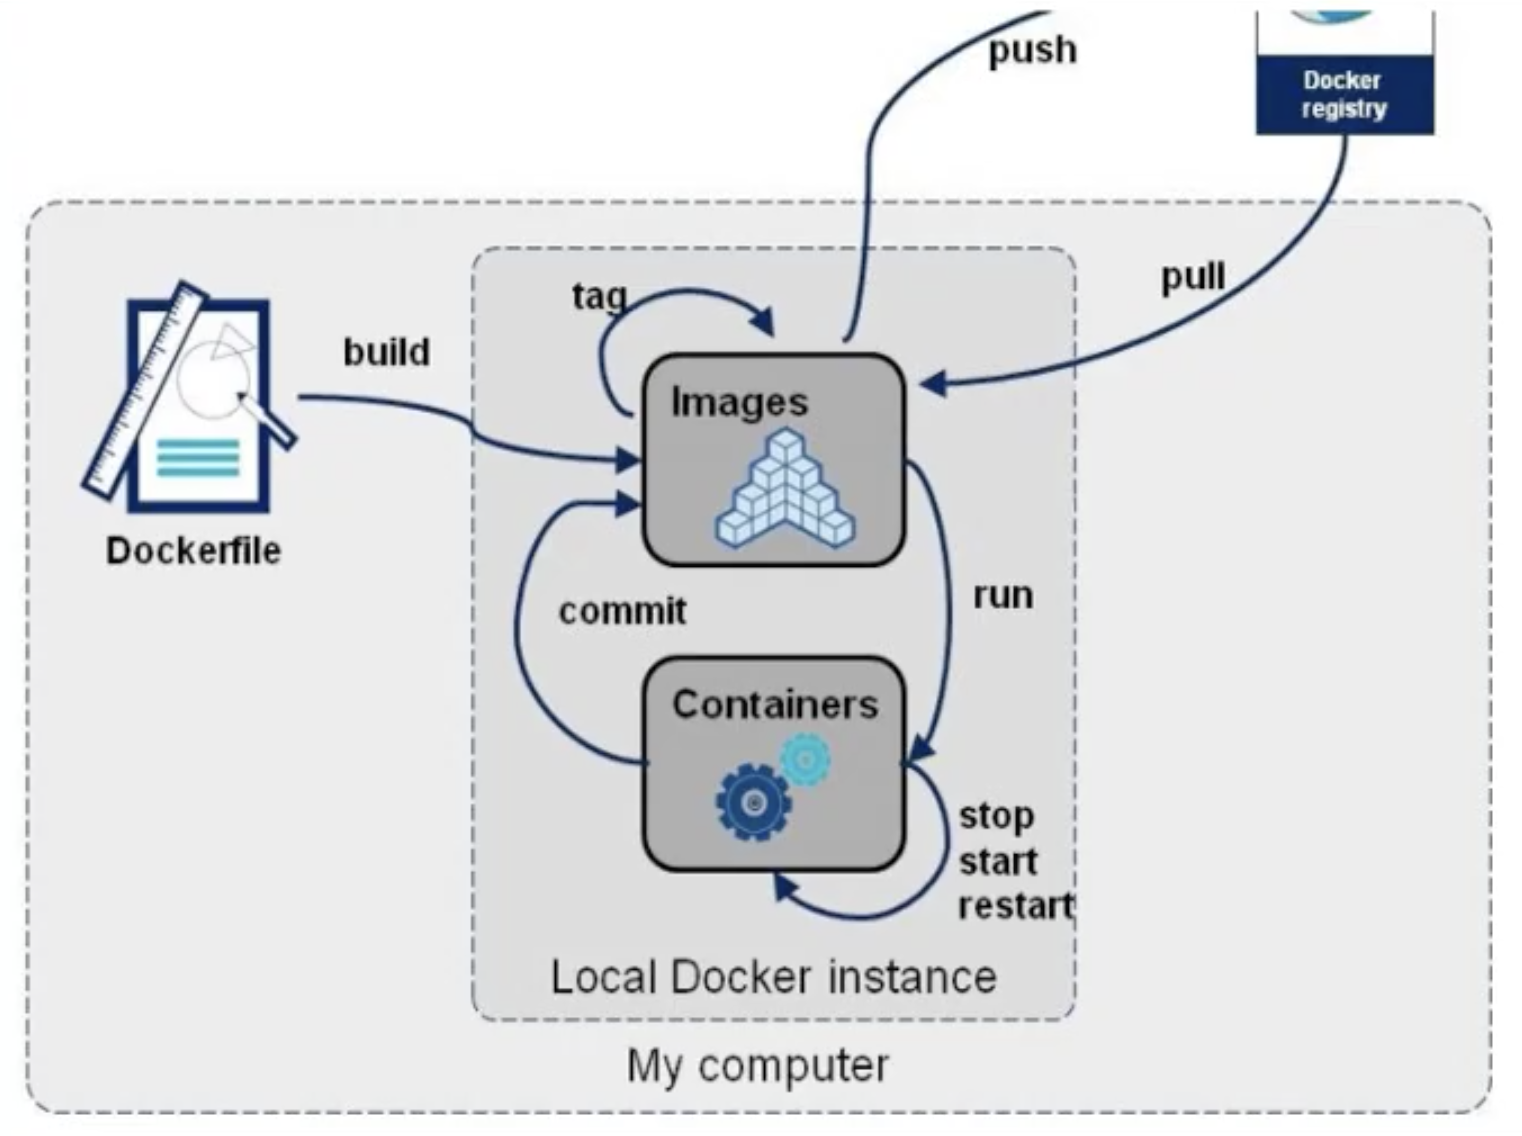 push
Docker
registry
pull
tag
build
Images
Dockerfile
commit
run
Containers
stop
start
restart
Local Docker instance
My computer